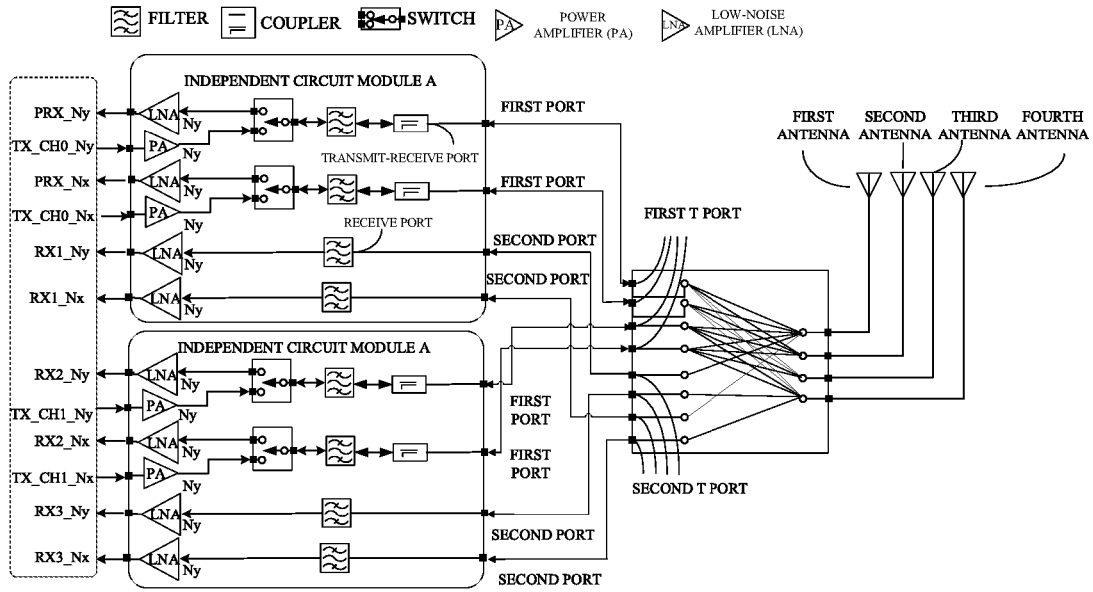 FILTER
COUPLER
SWITCH
PA
POWER
AMPLIFIER (PA)
LNA
LOW-NOISE
AMPLIFIER (LNA)
INDEPENDENT CIRCUIT MODULE A
PRX_Ny
LNA
Ny
FIRST PORT
TX_CH0_Ny
PA
Ny
TRANSMIT-RECEIVE PORT
PRX_Nx
LNA
Ny
FIRST PORT
TX_CH0_Nx
PA
Ny
RECEIVE PORT
RX1_Ny
LNA
Ny
SECOND PORT
RX1_Nx
LNA
Ny
SECOND PORT
FIRST
ANTENNA
SECOND
ANTENNA
THIRD
ANTENNA
FOURTH
ANTENNA
FIRST T PORT
SECOND T PORT
INDEPENDENT CIRCUIT MODULE A
RX2_Ny
LNA
Ny
TX_CH1_Ny
PA
Ny
FIRST
PORT
RX2_Nx
LNA
Ny
TX_CH1_Nx
PA
Ny
FIRST
PORT
RX3_Ny
LNA
Ny
SECOND PORT
RX3_Nx
LNA
Ny
SECOND PORT